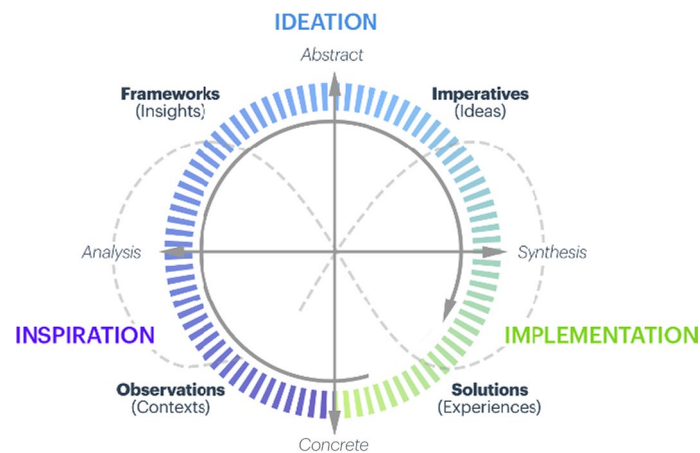 IDEATION
Abstract
Frameworks
(Insights)
Imperatives
(Ideas)
Analysis
Synthesis
INSPIRATION
IMPLEMENTATION
Observations
(Contexts)
Solutions
(Experiences)
Concrete